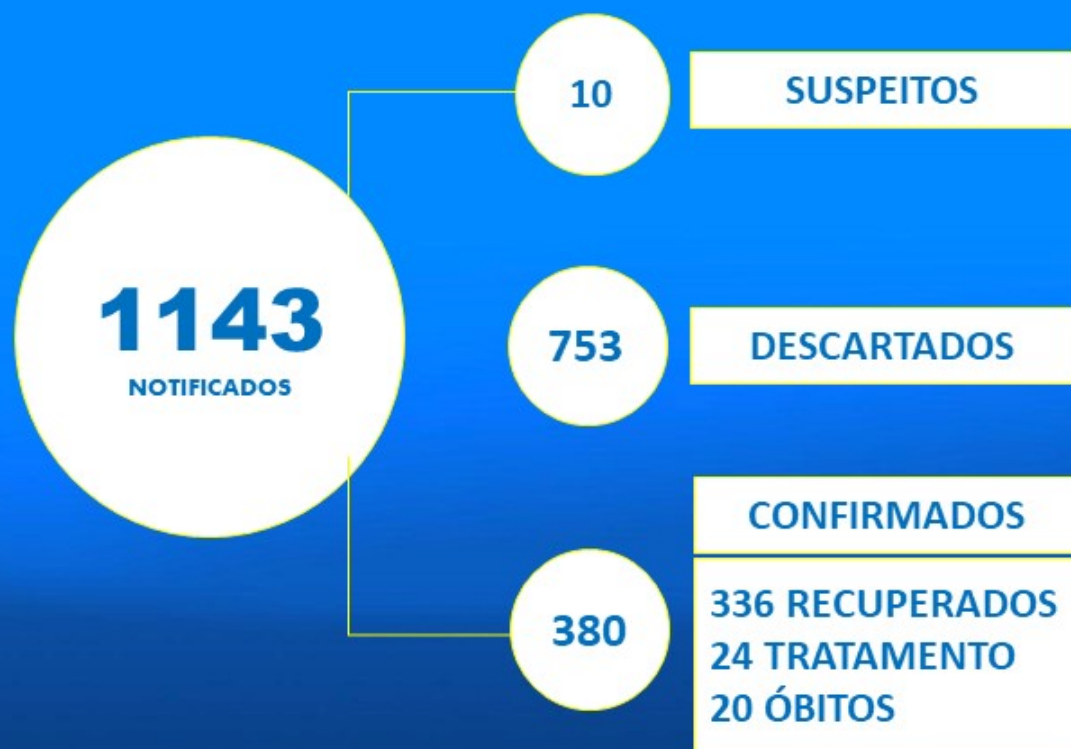 1143
NOTIFICADOS
10
SUSPEITOS
753
DESCARTADOS
CONFIRMADOS
380
336 RECUPERADOS
24 TRATAMENTO
20 ÓBITOS